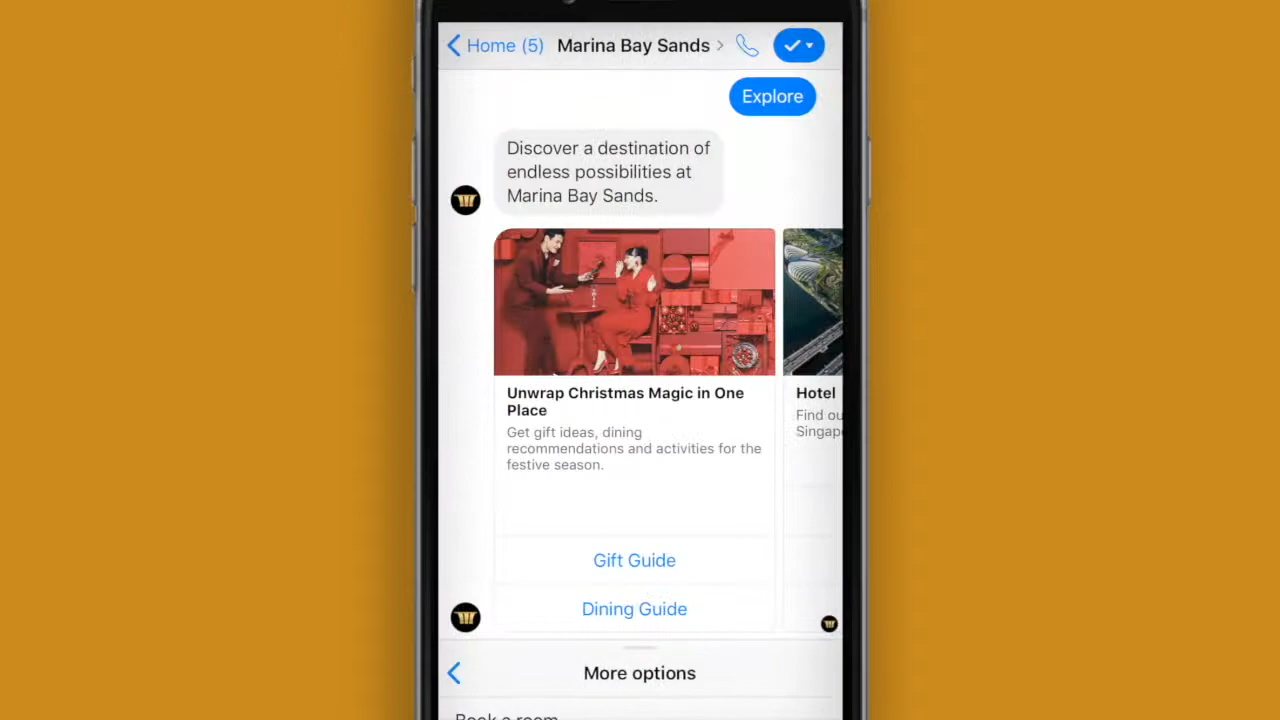 Home (5) Marina Bay Sands
Explore
Discover a destination of
endless possibilities at
Marina Bay Sands.
Unwrap Christmas Magic in One
Place
Get gift ideas, dining
recommendations and activities for the
festive season.
Gift Guide
Dining Guide
Hotel
Find ou
Singap
More options
Book a room